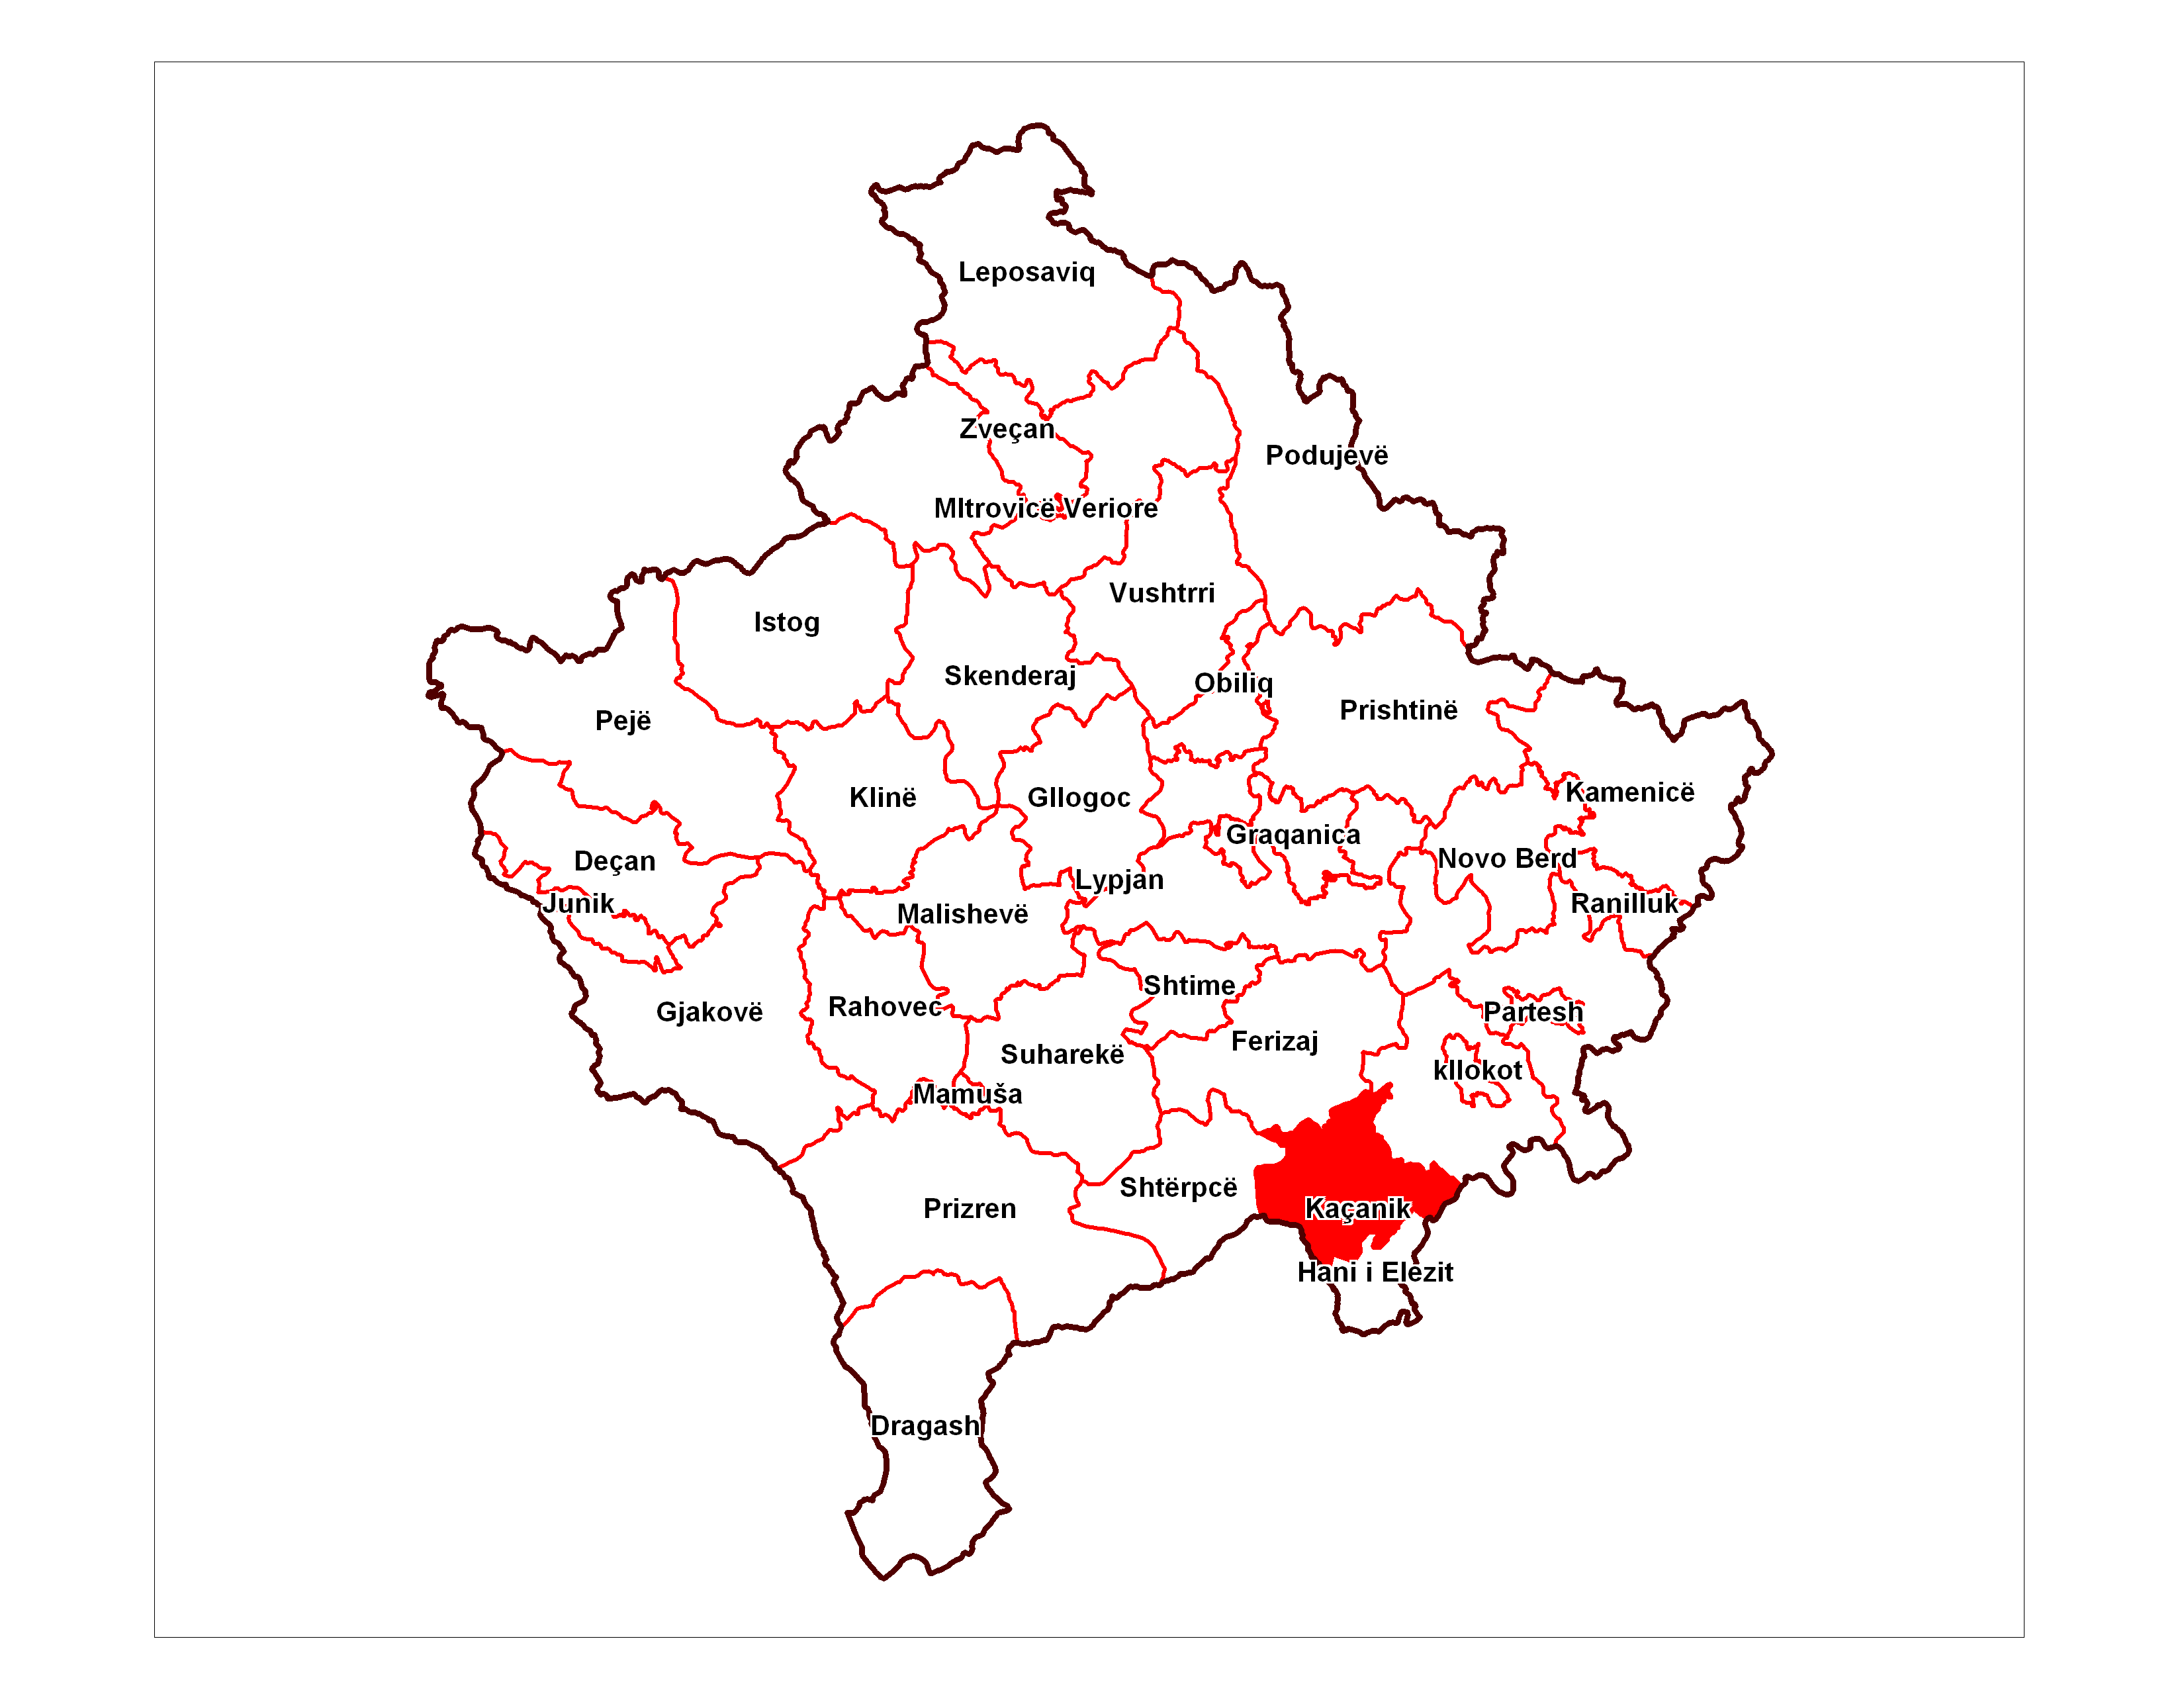 Leposaviq
Zveçan
Podujevë
MItrovicë Veriore
Vushtrri
Istog
Skenderaj
Obiliq
Prishtinë
Pejë
Kamenicë
Klinë
Gllogoc
Graqanica
Novo Berd
Deçan
Lypjan
Junik
Ranilluk
Malishevë
Shtime
Rahovec
Gjakovë
Partesh
Ferizaj
Suharekë
kllokot
Mamuša
Shtërpcë
Prizren
Kaçanik
Hani i Elezit
Dragash